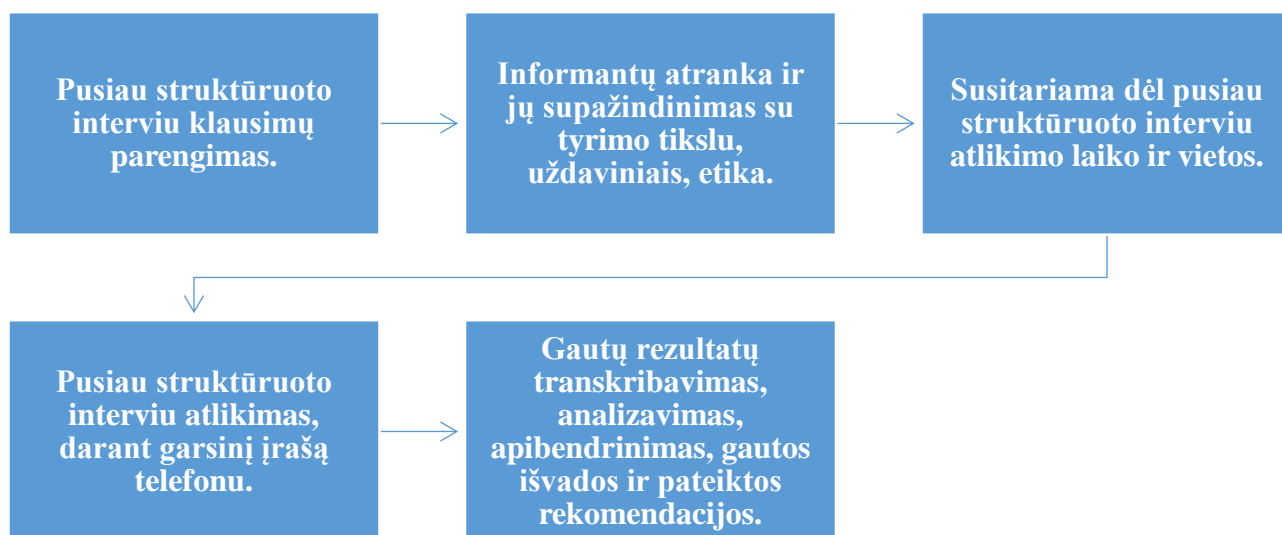 Pusiau struktūruoto
interviu klausimų
parengimas.
Informantų atranka ir
jų supažindinimas su
tyrimo tikslu,
uždaviniais, etika.
Susitariama dėl pusiau
struktūruoto interviu
atlikimo laiko ir vietos.
Pusiau struktūruoto
interviu atlikimas,
darant garsinį įrašą
telefonu.
Gautų rezultatų
transkribavimas,
analizavimas,
apibendrinimas, gautos
išvados ir pateiktos
rekomendacijos.